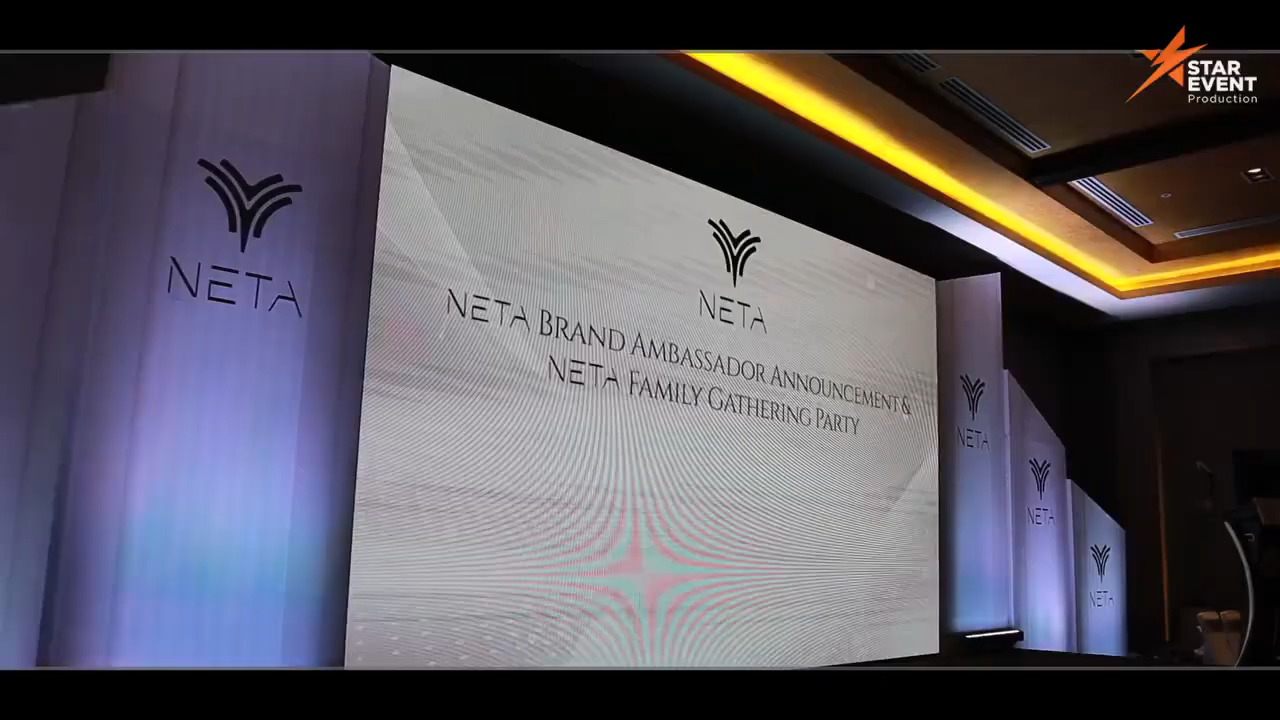 STAR
EVENT
Production
NETA
NETA
NETA BRAND AMBASSADOR ANNOUNCEMENT &
NETA FAMILY GATHERING PARTY
NETA
NETA
NETA